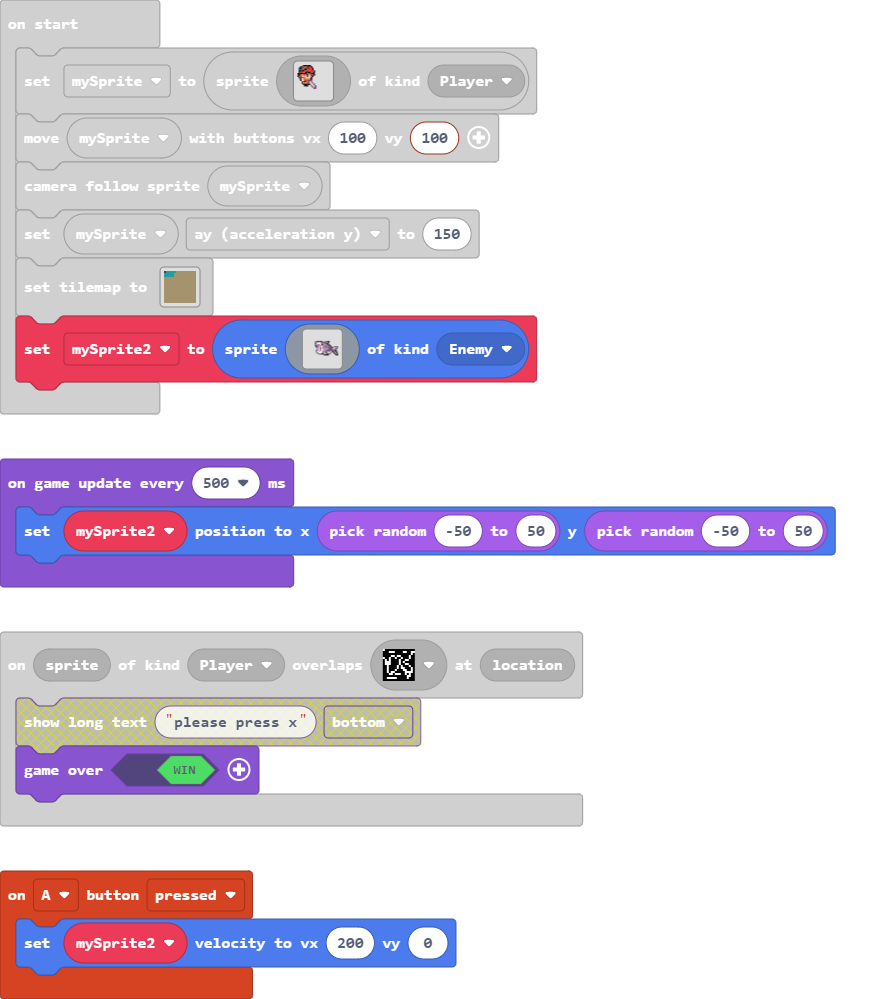 on start
set mySprite to sprite of kind Player
move mySprite with buttons vx 100 vy 100
camera follow sprite mySprite
set mySprite ay (acceleration y) to 150
set tilemap to
set mySprite2 to sprite of kind Enemy
on game update every 500 ms
set mySprite2 position to x pick random -50 to 50 y pick random -50 to 50
on sprite of kind Player overlaps at location
show long text "please press x" bottom
game over WIN
on A button pressed
set mySprite2 velocity to vx 200 vy 0